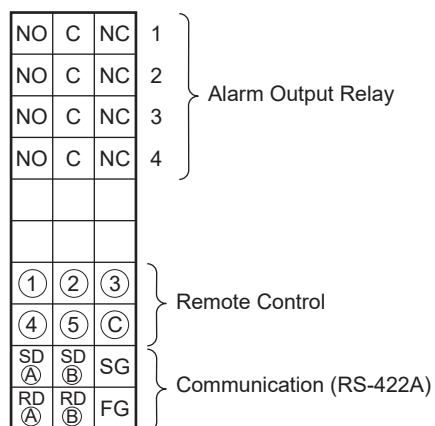 NO C NC 1
NO C NC 2
Alarm Output Relay
NO C NC 3
NO C NC 4
① ② ③
Remote Control
④ ⑤ Ⓒ
SD Ⓐ SD Ⓑ SG
Communication (RS-422A)
RD Ⓐ RD Ⓑ FG